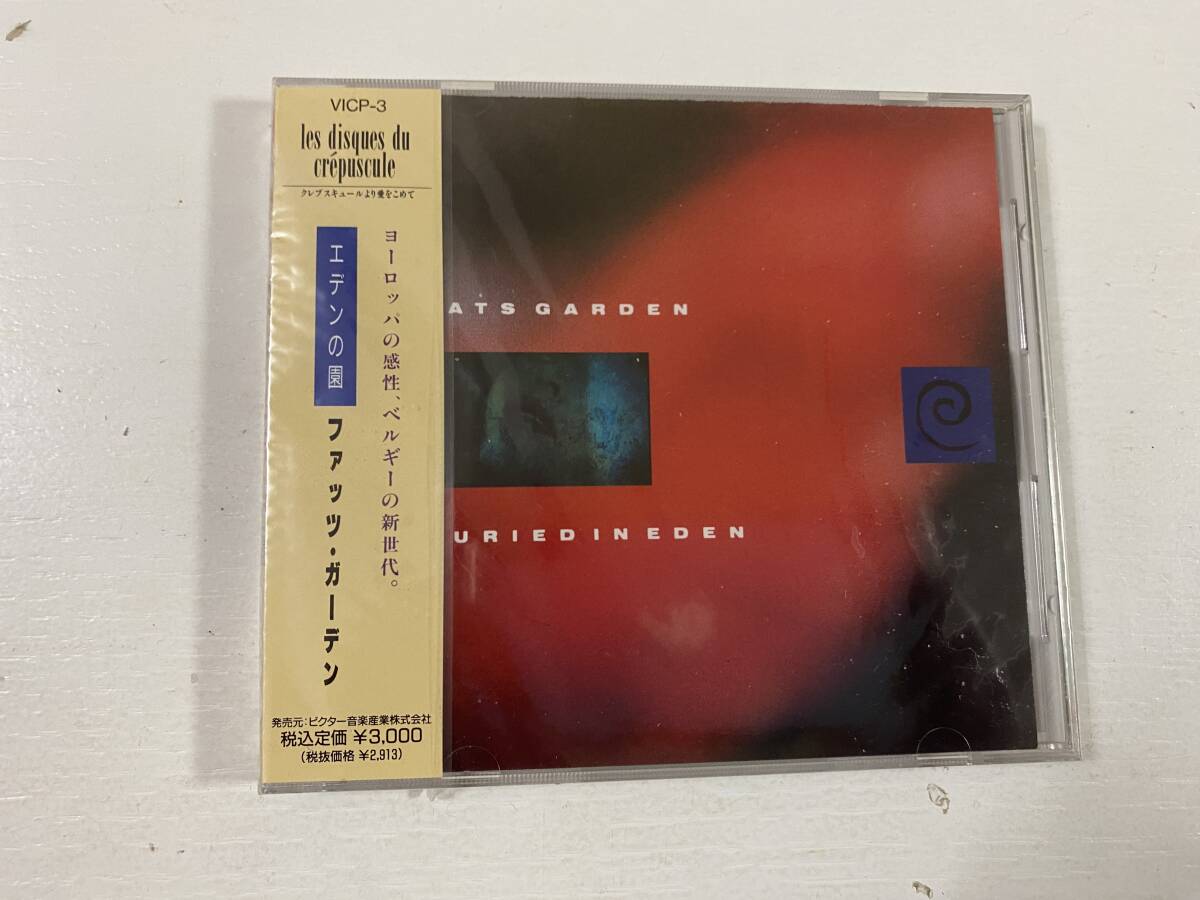 VICP-3
les disques du
crépuscule
クレプスキュールより愛をこめて
ヨーロッパの感性、ベルギーの新世代。
エデンの園
ファッツ・ガーデン
発売元:ビクター音楽産業株式会社
税込定価 ¥3,000
(税抜価格 ¥2,913)
ATS GARDEN
URIED IN EDEN